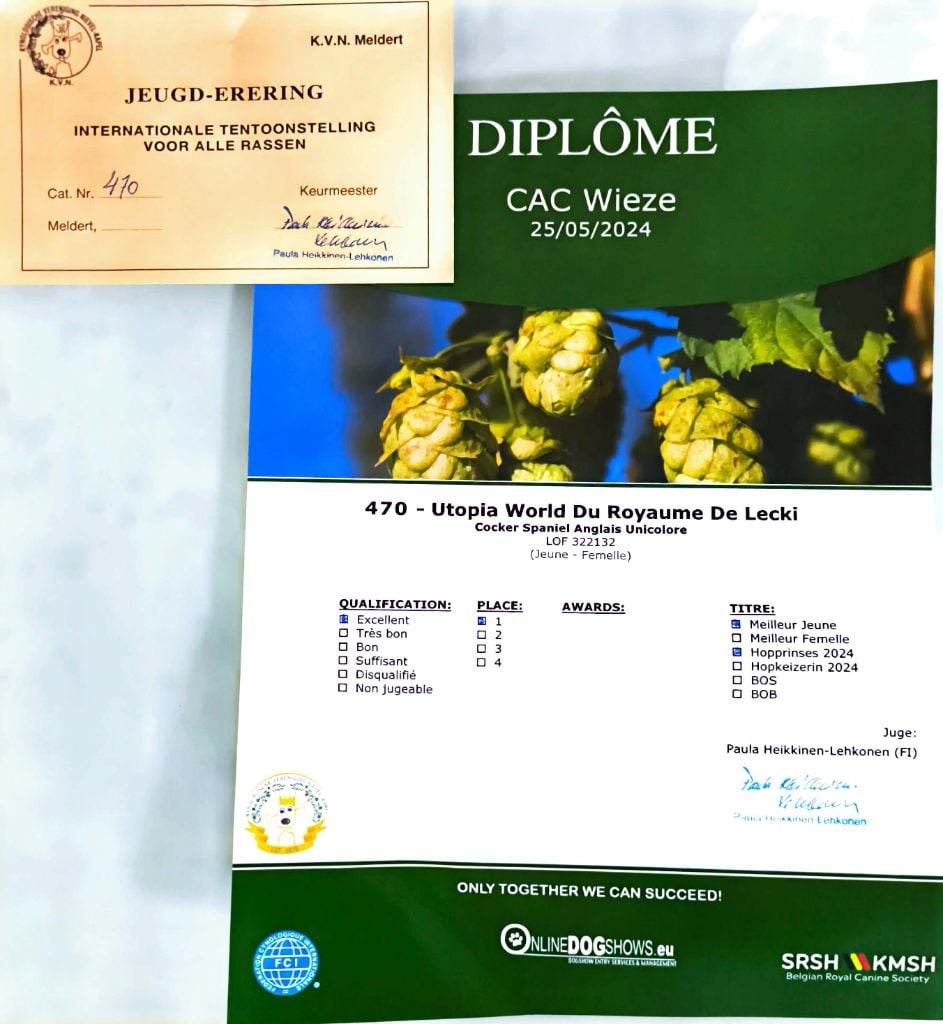 K.V.N.
K.V.N. Meldert
JEUGD-ERERING
INTERNATIONALE TENTOONSTELLING
VOOR ALLE RASSEN
Cat. Nr. 470
Keurmeester
Meldert,
Paula Heikkinen-Lehkonen
DIPLÔME
CAC Wieze
25/05/2024
470 - Utopia World Du Royaume De Lecki
Cocker Spaniel Anglais Unicolore
LOF 322132
(Jeune - Femelle)
QUALIFICATION:
Excellent
Très bon
Bon
Suffisant
Disqualifié
Non jugeable
PLACE:
1
2
3
4
AWARDS:
TITRE:
Meilleur Jeune
Meilleur Femelle
Hopprinses 2024
Hopkeizerin 2024
BOS
BOB
Juge:
Paula Heikkinen-Lehkonen (FI)
Paula Heikkinen Lehkonen
ONLY TOGETHER WE CAN SUCCEED!
FEDERATION CYNOLOGIQUE INTERNATIONALE
FCI
ONLINEDOGSHOWS.eu
DOGSHOW ENTRY SERVICES & MANAGEMENT
SRSH KMSH
Belgian Royal Canine Society